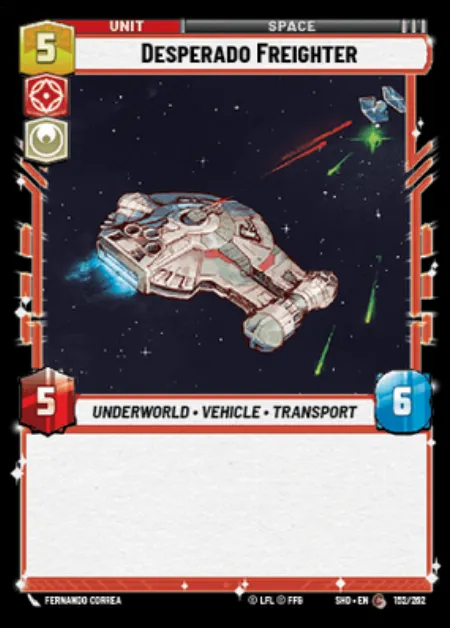 UNIT SPACE
5 DESPERADO FREIGHTER
5 UNDERWORLD • VEHICLE • TRANSPORT 6
FERNANDO CORREA © LFL © FFG SHD • EN C